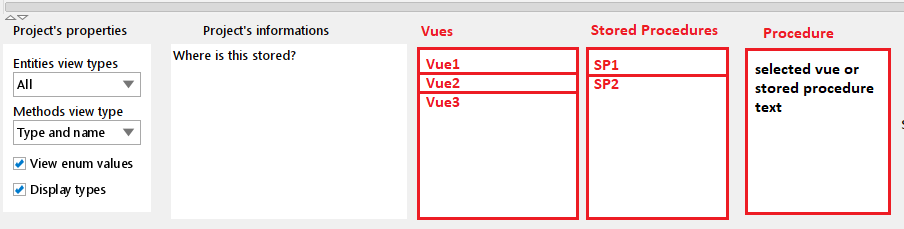 Project's properties
Entities view types
All
Methods view type
Type and name
View enum values
Display types
Project's informations
Where is this stored?
Vues
Vue1
Vue2
Vue3
Stored Procedures
SP1
SP2
Procedure
selected vue or
stored procedure
text